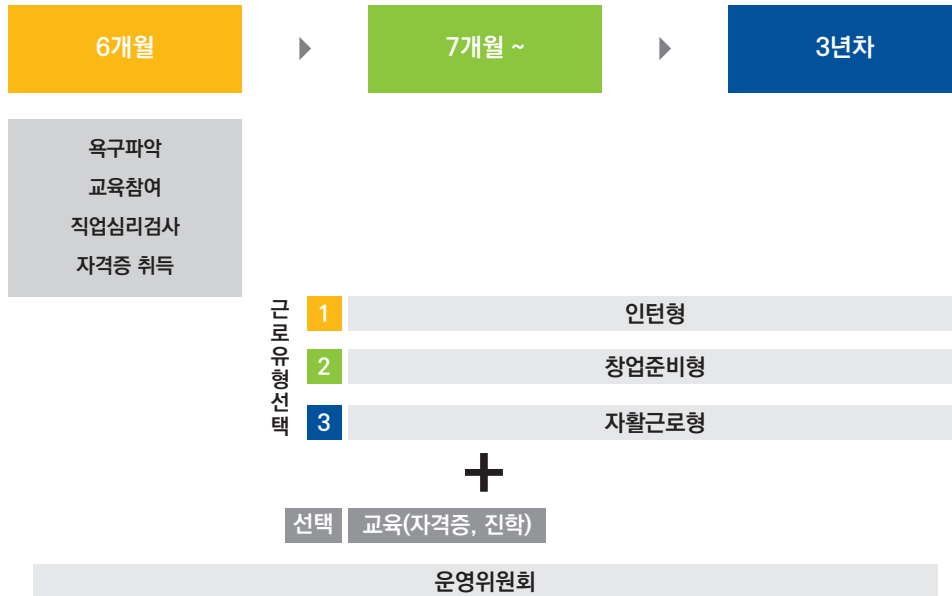 6개월
7개월 ~
3년차
욕구파악
교육참여
직업심리검사
자격증 취득
근로유형선택
1 인턴형
2 창업준비형
3 자활근로형
+
선택 교육(자격증, 진학)
운영위원회